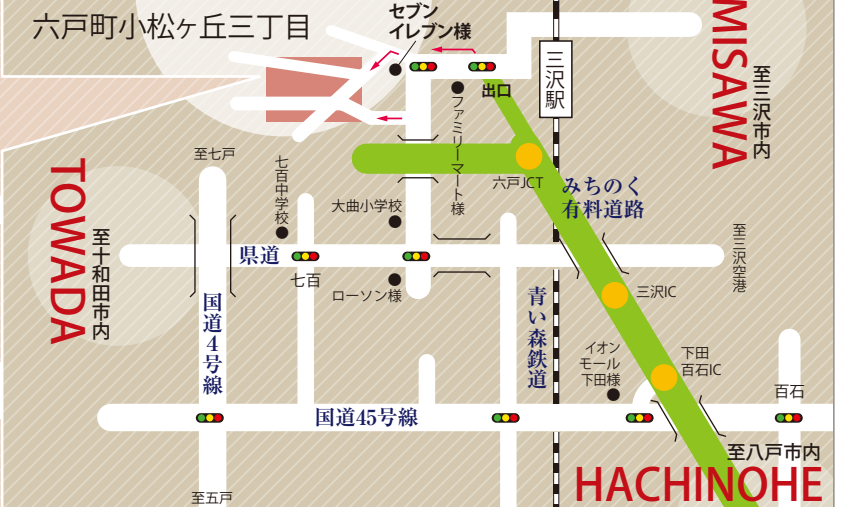 六戸町小松ヶ丘三丁目
セブン
イレブン様
出口
三沢駅
MISAWA
至三沢市内
ファミリーマート様
六戸JCT
みちのく
有料道路
至七戸
七百中学校
大曲小学校
TOWADA
至十和田市内
県道
七百
ローソン様
至三沢空港
三沢IC
国道4号線
青い森鉄道
イオン
モール
下田様
下田
百石IC
百石
国道45号線
至八戸市内
HACHINOHE
至五戸